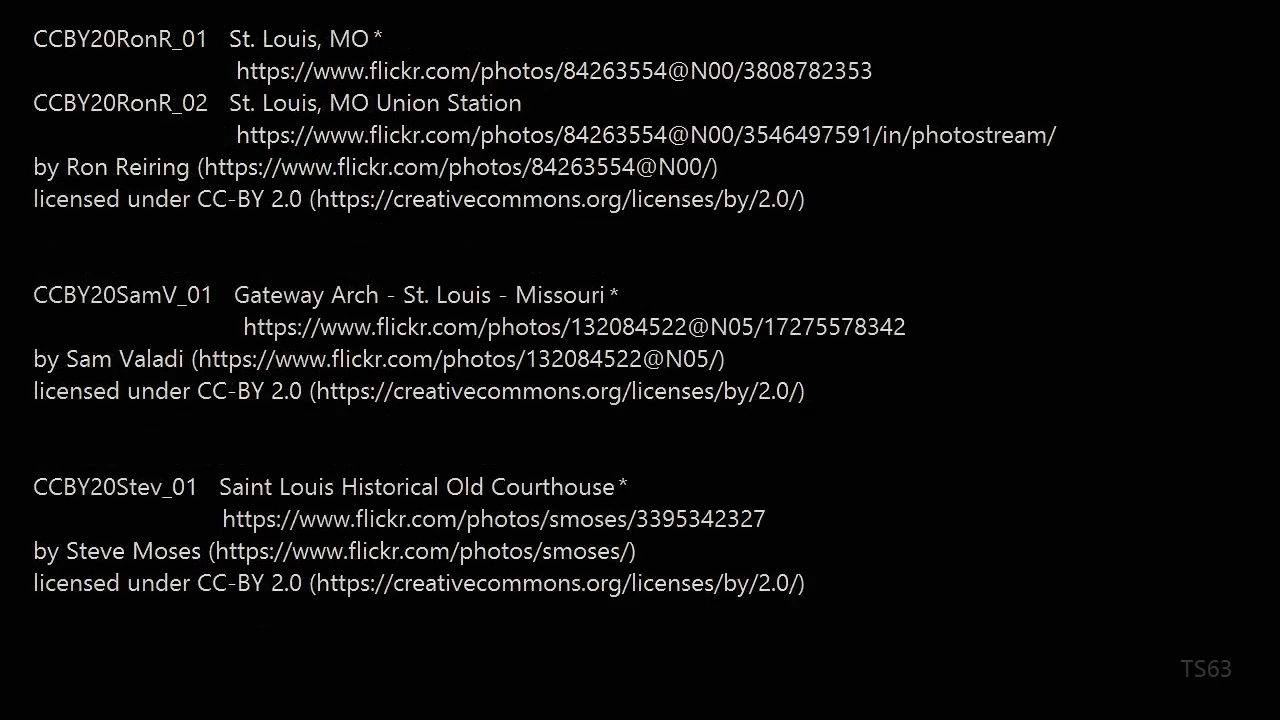 CCBY20RonR_01 St. Louis, MO*
https://www.flickr.com/photos/84263554@N00/3808782353
CCBY20RonR_02 St. Louis, MO Union Station
https://www.flickr.com/photos/84263554@N00/3546497591/in/photostream/
by Ron Reiring (https://www.flickr.com/photos/84263554@N00/)
licensed under CC-BY 2.0 (https://creativecommons.org/licenses/by/2.0/)
CCBY20SamV_01 Gateway Arch - St. Louis - Missouri*
https://www.flickr.com/photos/132084522@N05/17275578342
by Sam Valadi (https://www.flickr.com/photos/132084522@N05/)
licensed under CC-BY 2.0 (https://creativecommons.org/licenses/by/2.0/)
CCBY20Stev_01 Saint Louis Historical Old Courthouse*
https://www.flickr.com/photos/smoses/3395342327
by Steve Moses (https://www.flickr.com/photos/smoses/)
licensed under CC-BY 2.0 (https://creativecommons.org/licenses/by/2.0/)
TS63